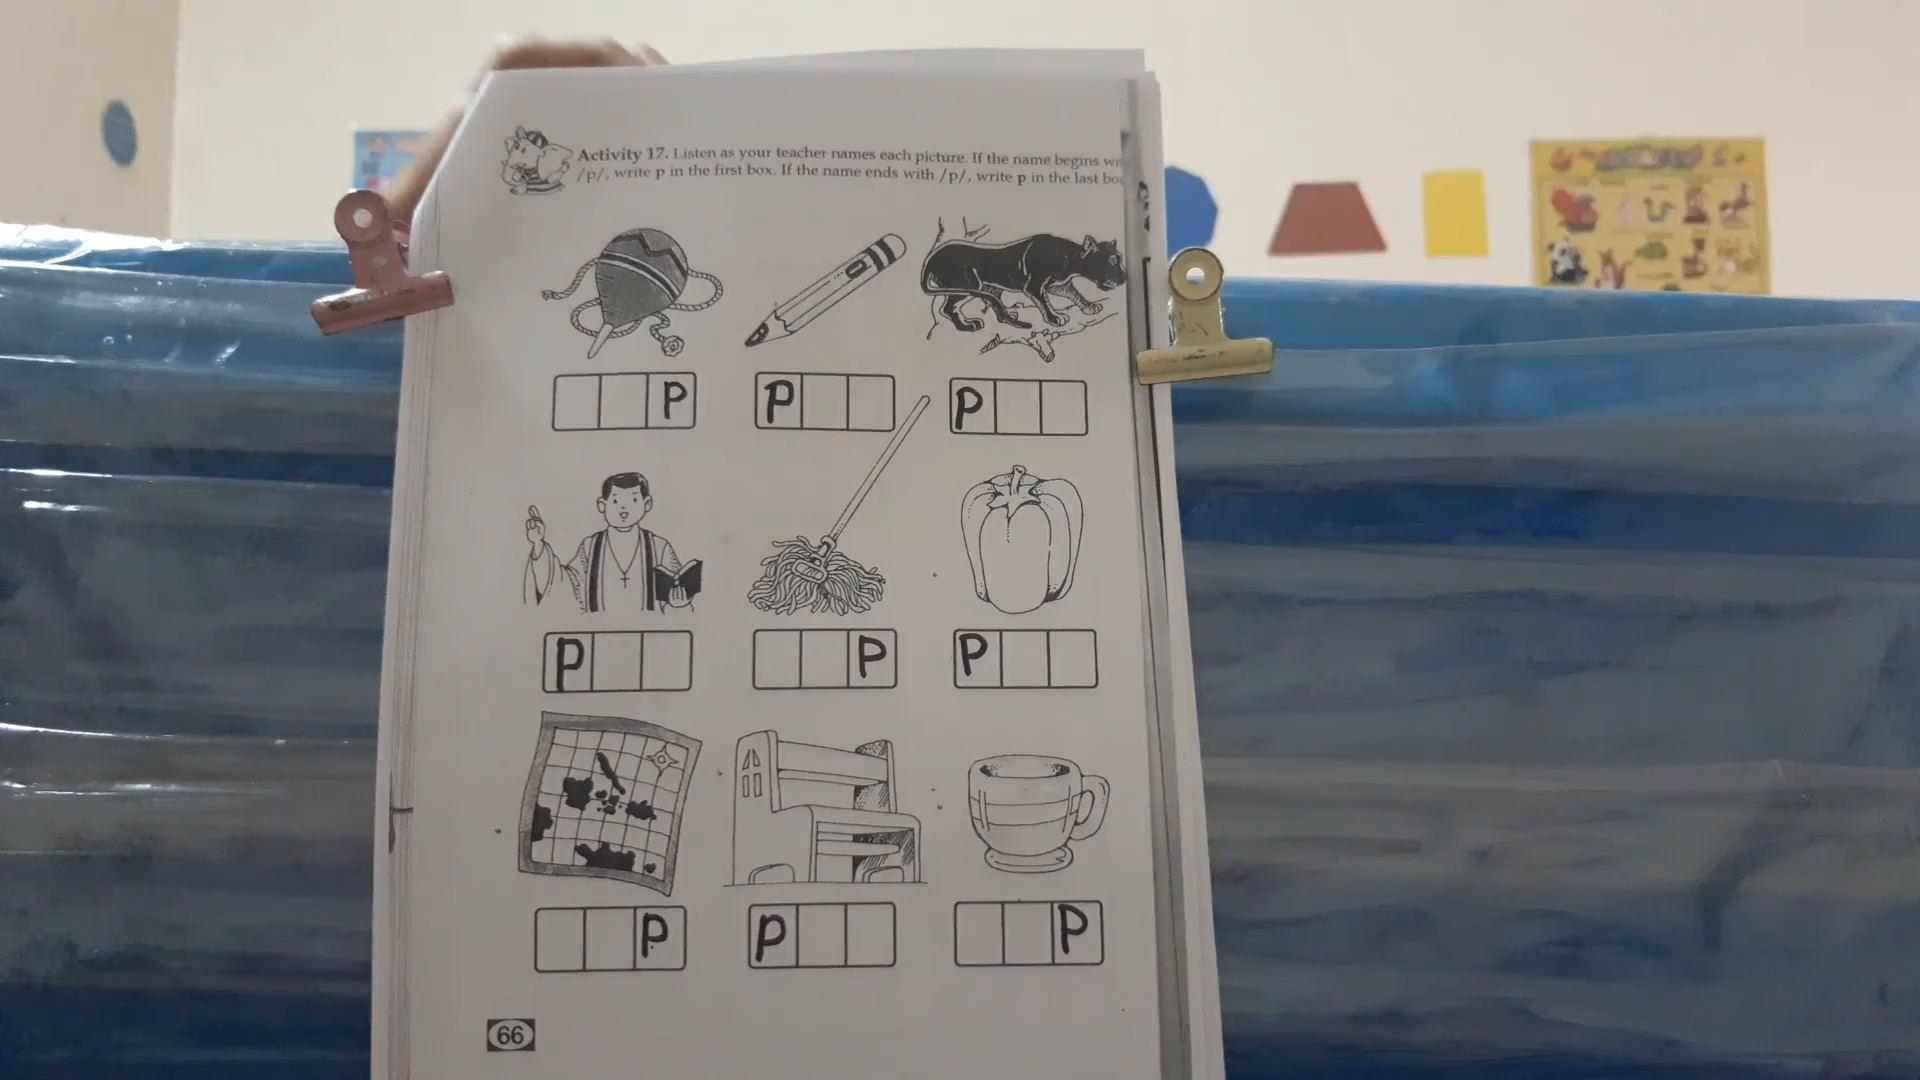 Activity 17. Listen as your teacher names each picture. If the name begins
/p/, write p in the first box. If the name ends with /p/, write p in the last
p p p
p p p
p p p
66